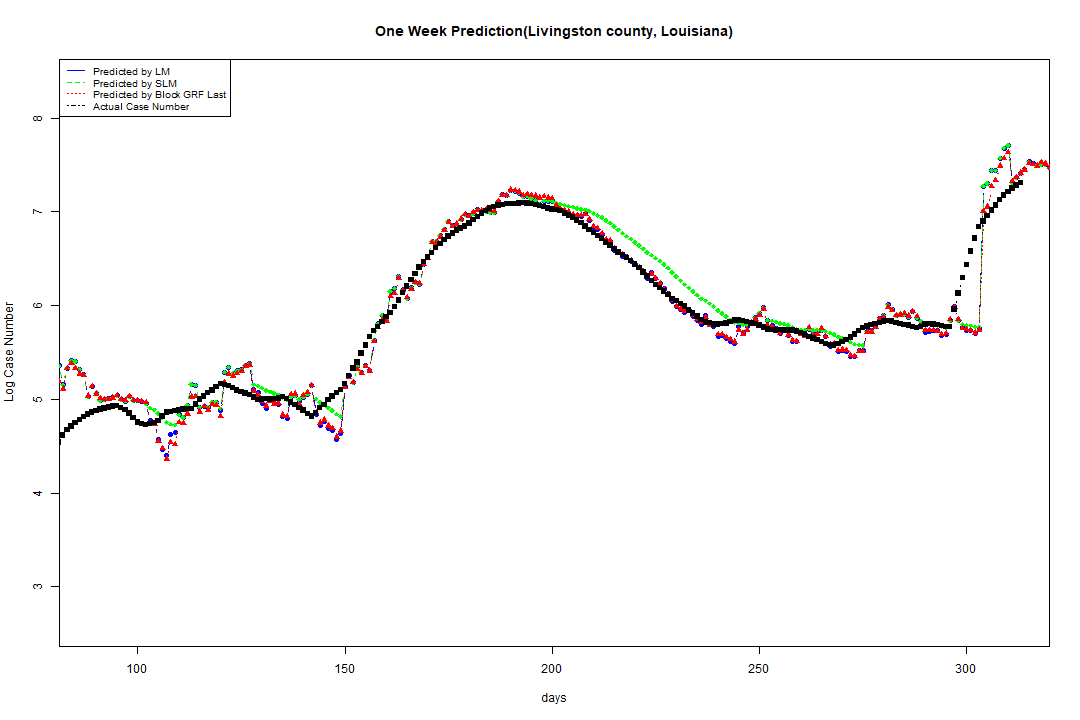 One Week Prediction(Livingston county, Louisiana)
Predicted by LM
Predicted by SLM
Predicted by Block GRF Last
Actual Case Number
Log Case Number
8
7
6
5
4
3
100 150 200 250 300
days